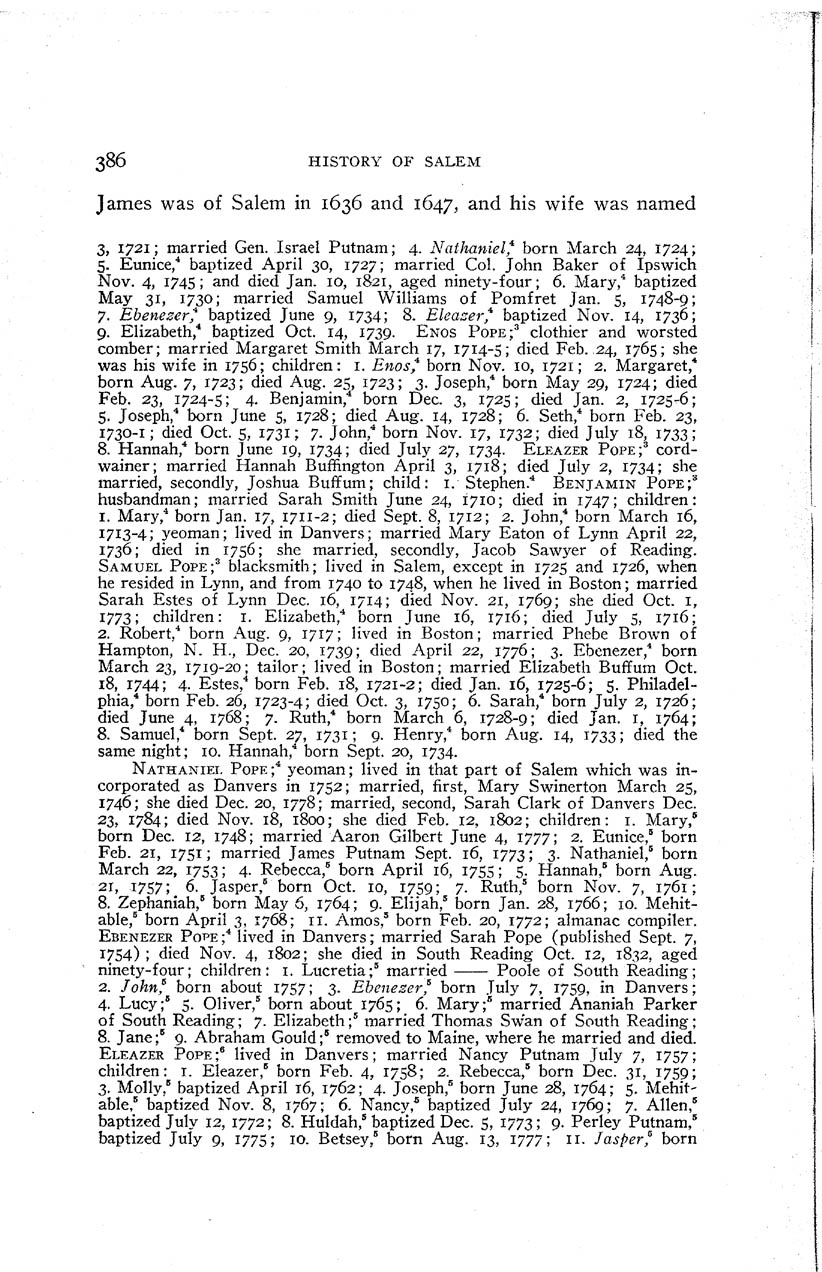 386 HISTORY OF SALEM
James was of Salem in 1636 and 1647, and his wife was named
3, 1721; married Gen. Israel Putnam; 4. Nathaniel,⁴ born March 24, 1724;
5. Eunice,⁴ baptized April 30, 1727; married Col. John Baker of Ipswich
Nov. 4, 1745; and died Jan. 10, 1821, aged ninety-four; 6. Mary,⁴ baptized
May 31, 1730; married Samuel Williams of Pomfret Jan. 5, 1748-9;
7. Ebenezer,⁴ baptized June 9, 1734; 8. Eleazer,⁴ baptized Nov. 14, 1736;
9. Elizabeth,⁴ baptized Oct. 14, 1739. ENOS POPE;³ clothier and worsted
comber; married Margaret Smith March 17, 1714-5; died Feb. 24, 1765; she
was his wife in 1756; children: 1. Enos,⁴ born Nov. 10, 1721; 2. Margaret,⁴
born Aug. 7, 1723; died Aug. 25, 1723; 3. Joseph,⁴ born May 29, 1724; died
Feb. 23, 1724-5; 4. Benjamin,⁴ born Dec. 3, 1725; died Jan. 2, 1725-6;
5. Joseph,⁴ born June 5, 1728; died Aug. 14, 1728; 6. Seth,⁴ born Feb. 23,
1730-1; died Oct. 5, 1731; 7. John,⁴ born Nov. 17, 1732; died July 18, 1733;
8. Hannah,⁴ born June 19, 1734; died July 27, 1734. ELEAZER POPE;³ cord-
wainer; married Hannah Buffington April 3, 1718; died July 2, 1734; she
married, secondly, Joshua Buffum; child: 1. Stephen.⁴ BENJAMIN POPE;³
husbandman; married Sarah Smith June 24, 1710; died in 1747; children:
1. Mary,⁴ born Jan. 17, 1711-2; died Sept. 8, 1712; 2. John,⁴ born March 16,
1713-4; yeoman; lived in Danvers; married Mary Eaton of Lynn April 22,
1736; died in 1756; she married, secondly, Jacob Sawyer of Reading.
SAMUEL POPE;³ blacksmith; lived in Salem, except in 1725 and 1726, when
he resided in Lynn, and from 1740 to 1748, when he lived in Boston; married
Sarah Estes of Lynn Dec. 16, 1714; died Nov. 21, 1769; she died Oct. 1,
1773; children: 1. Elizabeth,⁴ born June 16, 1716; died July 5, 1716;
2. Robert,⁴ born Aug. 9, 1717; lived in Boston; married Phebe Brown of
Hampton, N. H., Dec. 20, 1739; died April 22, 1776; 3. Ebenezer,⁴ born
March 23, 1719-20; tailor; lived in Boston; married Elizabeth Buffum Oct.
18, 1744; 4. Estes,⁴ born Feb. 18, 1721-2; died Jan. 16, 1725-6; 5. Philadel-
phia,⁴ born Feb. 26, 1723-4; died Oct. 3, 1750; 6. Sarah,⁴ born July 2, 1726;
died June 4, 1768; 7. Ruth,⁴ born March 6, 1728-9; died Jan. 1, 1764;
8. Samuel,⁴ born Sept. 27, 1731; 9. Henry,⁴ born Aug. 14, 1733; died the
same night; 10. Hannah,⁴ born Sept. 20, 1734.
NATHANIEL POPE;⁴ yeoman; lived in that part of Salem which was in-
corporated as Danvers in 1752; married, first, Mary Swinerton March 25,
1746; she died Dec. 20, 1778; married, second, Sarah Clark of Danvers Dec.
23, 1784; died Nov. 18, 1800; she died Feb. 12, 1802; children: 1. Mary,⁵
born Dec. 12, 1748; married Aaron Gilbert June 4, 1777; 2. Eunice,⁵ born
Feb. 21, 1751; married James Putnam Sept. 16, 1773; 3. Nathaniel,⁵ born
March 22, 1753; 4. Rebecca,⁵ born April 16, 1755; 5. Hannah,⁵ born Aug.
21, 1757; 6. Jasper,⁵ born Oct. 10, 1759; 7. Ruth,⁵ born Nov. 7, 1761;
8. Zephaniah,⁵ born May 6, 1764; 9. Elijah,⁵ born Jan. 28, 1766; 10. Mehit-
able,⁵ born April 3, 1768; 11. Amos,⁵ born Feb. 20, 1772; almanac compiler.
EBENEZER POPE;⁴ lived in Danvers; married Sarah Pope (published Sept. 7,
1754); died Nov. 4, 1802; she died in South Reading Oct. 12, 1832, aged
ninety-four; children: 1. Lucretia;⁵ married —— Poole of South Reading;
2. John,⁵ born about 1757; 3. Ebenezer,⁵ born July 7, 1759, in Danvers;
4. Lucy;⁵ 5. Oliver,⁵ born about 1765; 6. Mary;⁵ married Ananiah Parker
of South Reading; 7. Elizabeth;⁵ married Thomas Swan of South Reading;
8. Jane;⁵ 9. Abraham Gould;⁵ removed to Maine, where he married and died.
ELEAZER POPE;⁶ lived in Danvers; married Nancy Putnam July 7, 1757;
children: 1. Eleazer,⁵ born Feb. 4, 1758; 2. Rebecca,⁵ born Dec. 31, 1759;
3. Molly,⁵ baptized April 16, 1762; 4. Joseph,⁵ born June 28, 1764; 5. Mehit-
able,⁵ baptized Nov. 8, 1767; 6. Nancy,⁵ baptized July 24, 1769; 7. Allen,⁵
baptized July 12, 1772; 8. Huldah,⁵ baptized Dec. 5, 1773; 9. Perley Putnam,⁵
baptized July 9, 1775; 10. Betsey,⁵ born Aug. 13, 1777; 11. Jasper,⁵ born